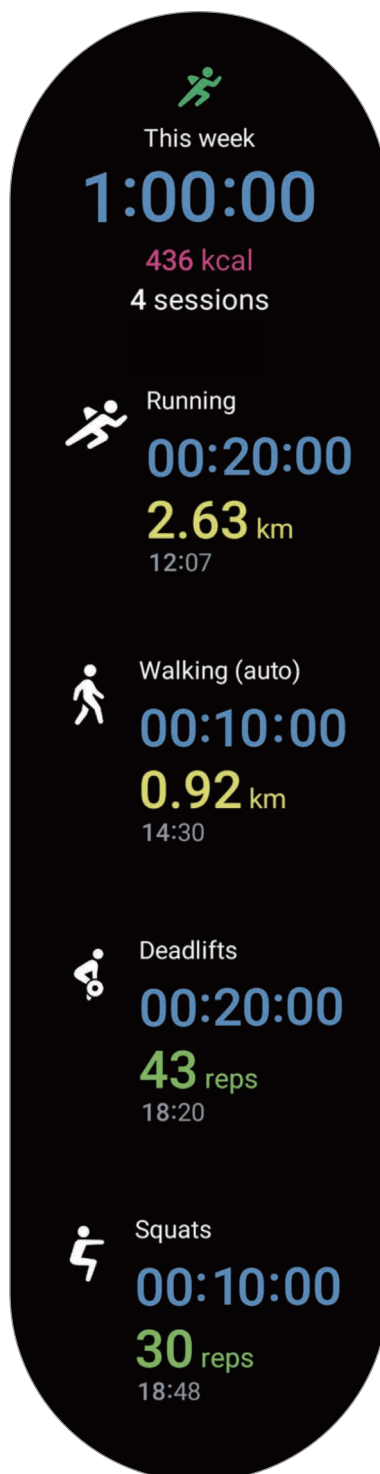 This week
1:00:00
436 kcal
4 sessions
Running
00:20:00
2.63 km
12:07
Walking (auto)
00:10:00
0.92 km
14:30
Deadlifts
00:20:00
43 reps
18:20
Squats
00:10:00
30 reps
18:48